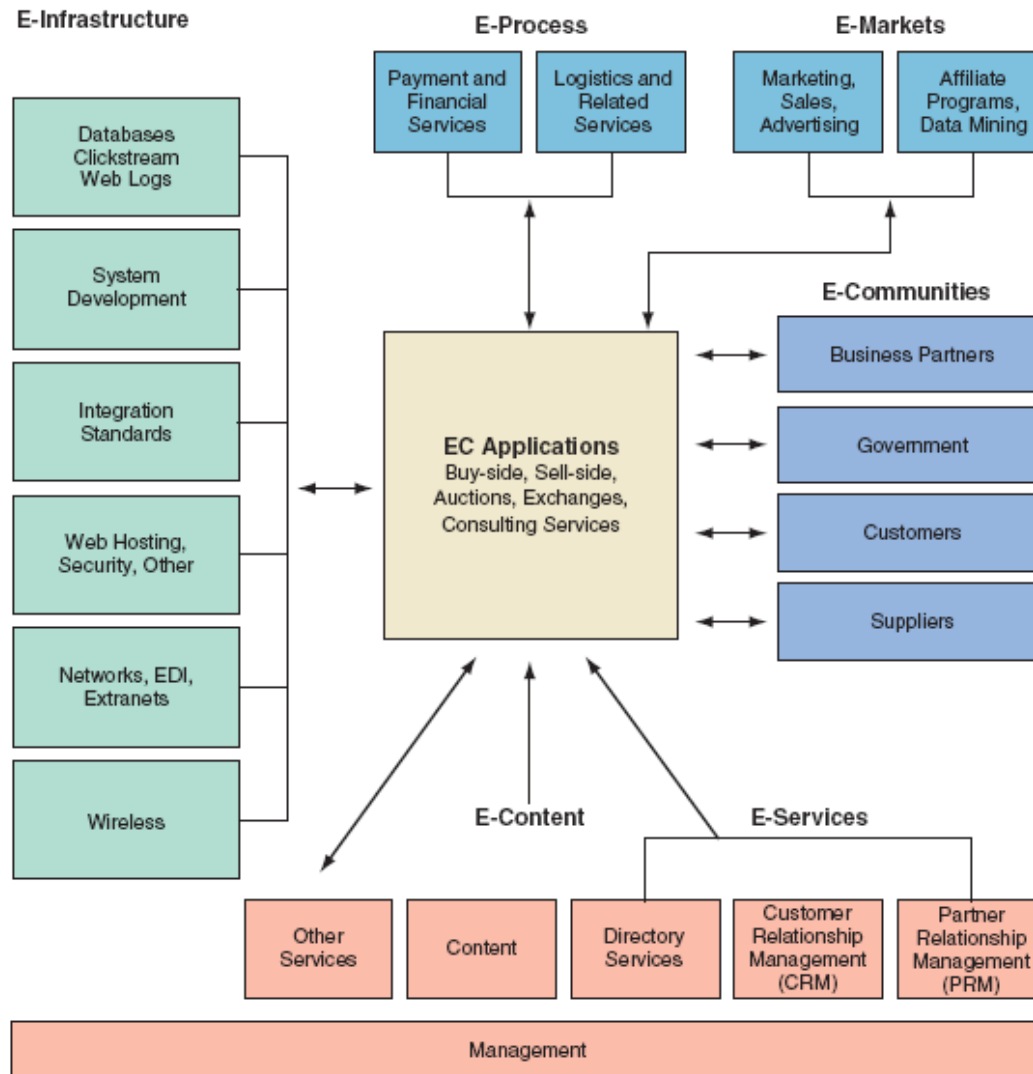 E-Infrastructure
E-Process
E-Markets
Payment and
Financial
Services
Logistics and
Related
Services
Marketing,
Sales,
Advertising
Affiliate
Programs,
Data Mining
Databases
Clickstream
Web Logs
System
Development
Integration
Standards
Web Hosting,
Security, Other
Networks, EDI,
Extranets
Wireless
EC Applications
Buy-side, Sell-side,
Auctions, Exchanges,
Consulting Services
E-Communities
Business Partners
Government
Customers
Suppliers
E-Content
E-Services
Other
Services
Content
Directory
Services
Customer
Relationship
Management
(CRM)
Partner
Relationship
Management
(PRM)
Management